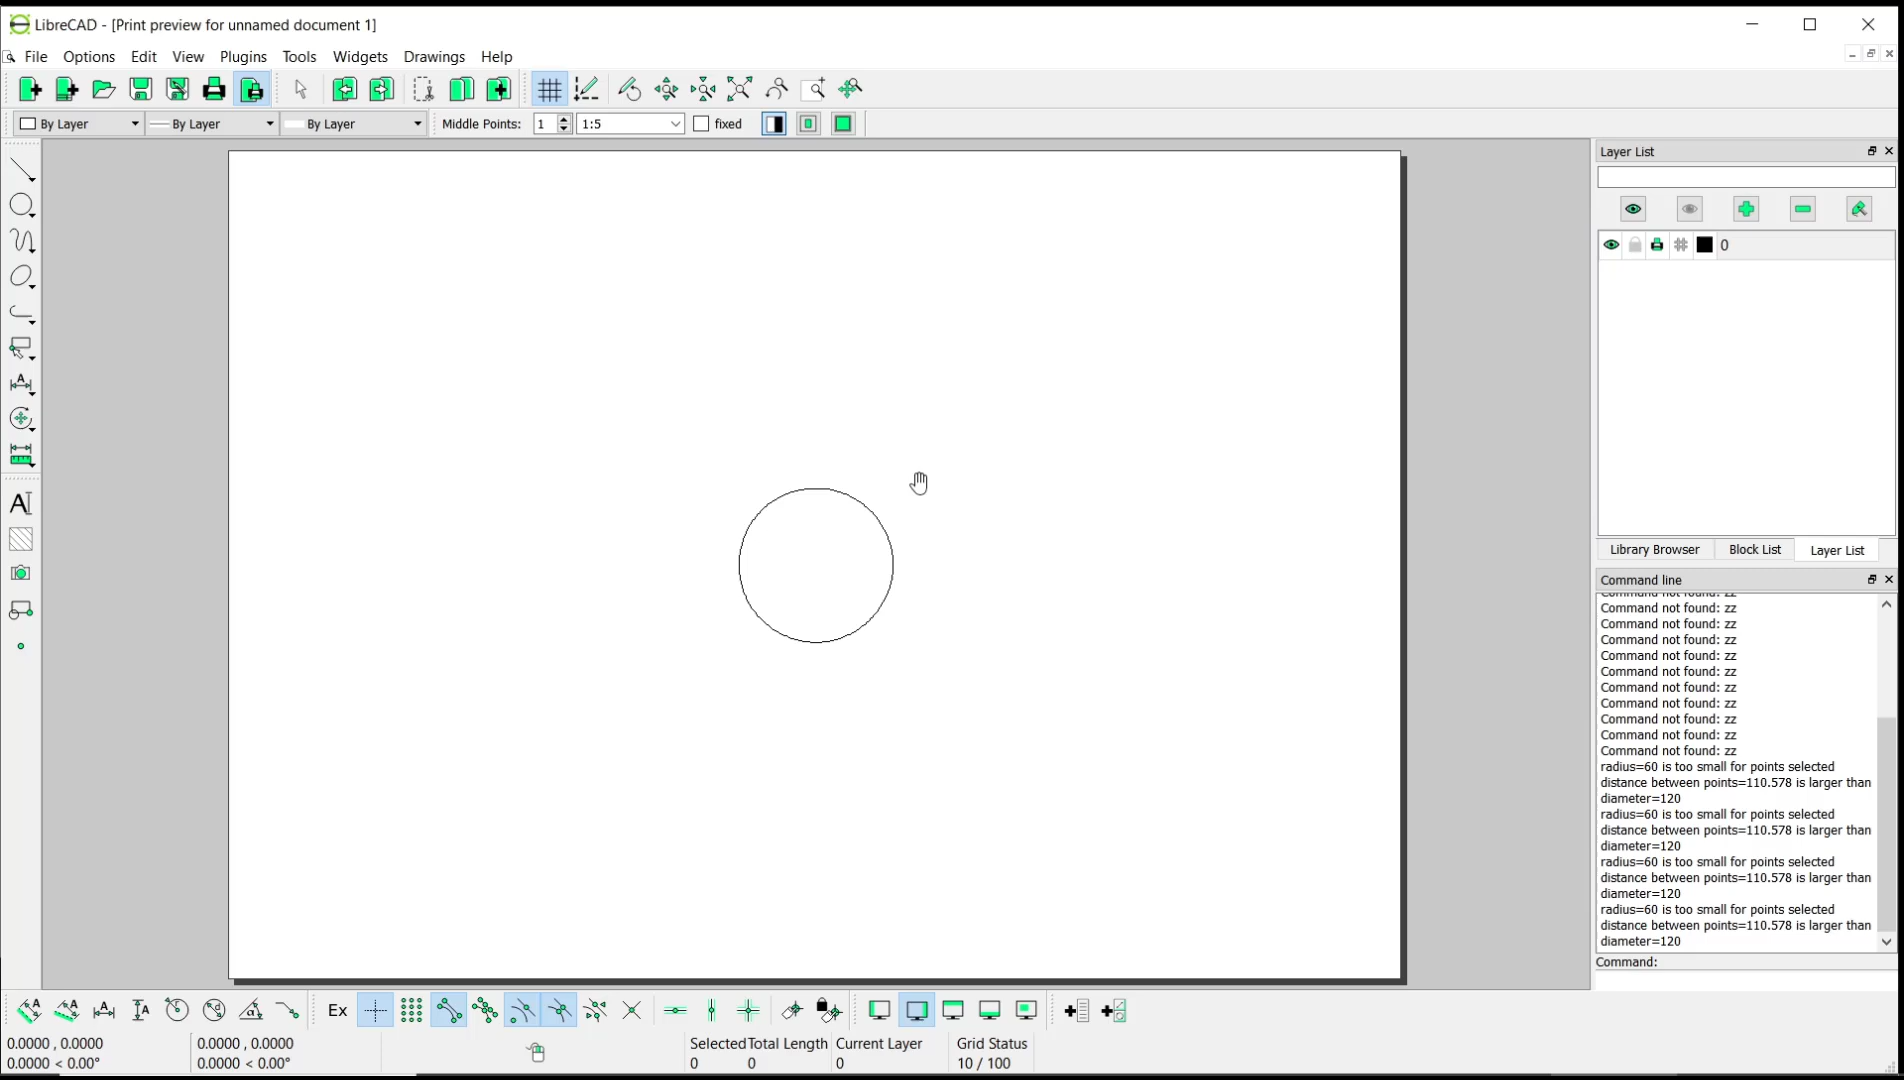 LibreCAD - [Print preview for unnamed document 1]
File Options Edit View Plugins Tools Widgets Drawings Help
By Layer By Layer By Layer Middle Points: 1 1:5 fixed
Layer List
0
Library Browser Block List Layer List
Command line
Command not found: zz
Command not found: zz
Command not found: zz
Command not found: zz
Command not found: zz
Command not found: zz
Command not found: zz
Command not found: zz
Command not found: zz
Command not found: zz
Command not found: zz
radius=60 is too small for points selected
distance between points=110.578 is larger than
diameter=120
radius=60 is too small for points selected
distance between points=110.578 is larger than
diameter=120
radius=60 is too small for points selected
distance between points=110.578 is larger than
diameter=120
radius=60 is too small for points selected
distance between points=110.578 is larger than
diameter=120
Command:
Ex
0.0000 , 0.0000 0.0000 , 0.0000 Selected Total Length Current Layer Grid Status
0.0000 < 0.00° 0.0000 < 0.00° 0 0 0 10 / 100